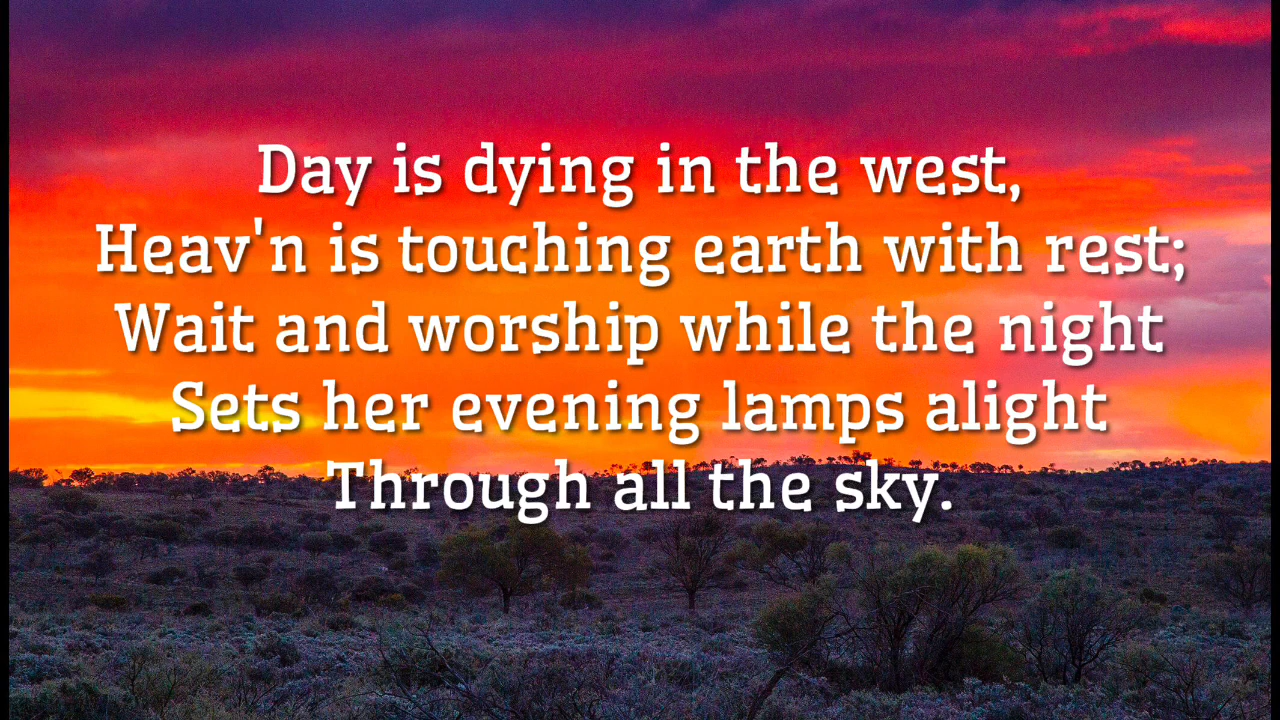 Day is dying in the west,
Heav'n is touching earth with rest;
Wait and worship while the night
Sets her evening lamps alight
Through all the sky.